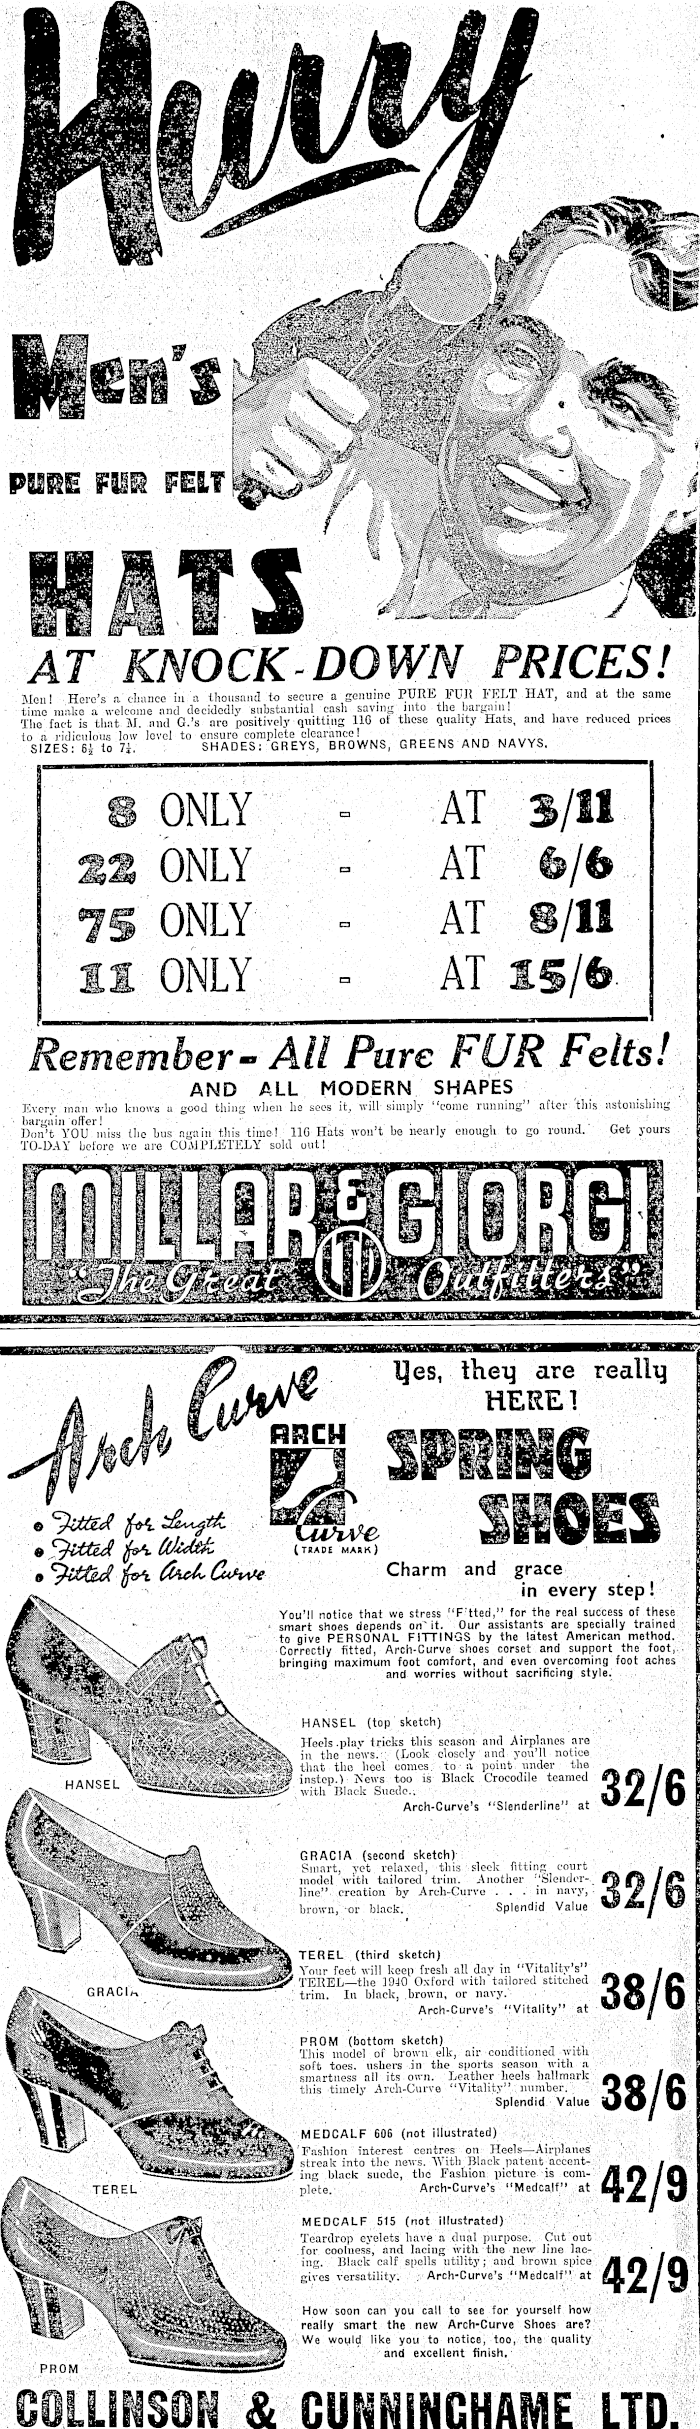 Hurry
Men's
PURE FUR FELT
HATS
AT KNOCK-DOWN PRICES!
Men! Here's a chance in a thousand to secure a genuine PURE FUR FELT HAT, and at the same
time make a welcome and decidedly substantial cash saving into the bargain!
The fact is that M. and G.'s are positively quitting 116 of these quality Hats, and have reduced prices
to a ridiculous low level to ensure complete clearance!
SIZES: 6½ to 7¼. SHADES: GREYS, BROWNS, GREENS AND NAVYS.
8 ONLY - AT 3/11
22 ONLY - AT 6/6
75 ONLY - AT 8/11
11 ONLY - AT 15/6
Remember - All Pure FUR Felts!
AND ALL MODERN SHAPES
Every man who knows a good thing when he sees it, will simply "come running" after this astonishing
bargain offer!
Don't YOU miss the bus again this time! 116 Hats won't be nearly enough to go round. Get yours
TO-DAY before we are COMPLETELY sold out!
MILLAR & GIORGI
"The Great Outfitters"
Arch Curve
ARCH
Curve
(TRADE MARK)
• Fitted for Length
• Fitted for Width
• Fitted for Arch Curve
Yes, they are really
HERE!
SPRING
SHOES
Charm and grace
in every step!
You'll notice that we stress "Fitted," for the real success of these
smart shoes depends on it. Our assistants are specially trained
to give PERSONAL FITTINGS by the latest American method.
Correctly fitted, Arch-Curve shoes corset and support the foot,
bringing maximum foot comfort, and even overcoming foot aches
and worries without sacrificing style.
HANSEL
HANSEL (top sketch)
Heels play tricks this season and Airplanes are
in the news. (Look closely and you'll notice
that the heel comes to a point under the
instep.) News too is Black Crocodile teamed
with Black Suede.
Arch-Curve's "Slenderline" at 32/6
GRACIA
GRACIA (second sketch)
Smart, yet relaxed, this sleek fitting court
model with tailored trim. Another "Slender-
line" creation by Arch-Curve . . . in navy,
brown, or black. Splendid Value 32/6
TEREL
TEREL (third sketch)
Your feet will keep fresh all day in "Vitality's"
TEREL—the 1940 Oxford with tailored stitched
trim. In black, brown, or navy.
Arch-Curve's "Vitality" at 38/6
PROM
PROM (bottom sketch)
This model of brown elk, air conditioned with
soft toes, ushers in the sports season with a
smartness all its own. Leather heels hallmark
this timely Arch-Curve "Vitality" number.
Splendid Value 38/6
MEDCALF 606 (not illustrated)
Fashion interest centres on Heels—Airplanes
streak into the news. With Black patent accent-
ing black suede, the Fashion picture is com-
plete. Arch-Curve's "Medcalf" at 42/9
MEDCALF 515 (not illustrated)
Teardrop eyelets have a dual purpose. Cut out
for coolness, and lacing with the new line lac-
ing. Black calf spells utility; and brown spice
gives versatility. Arch-Curve's "Medcalf" at 42/9
How soon can you call to see for yourself how
really smart the new Arch-Curve Shoes are?
We would like you to notice, too, the quality
and excellent finish.
COLLINSON & CUNNINGHAME LTD.